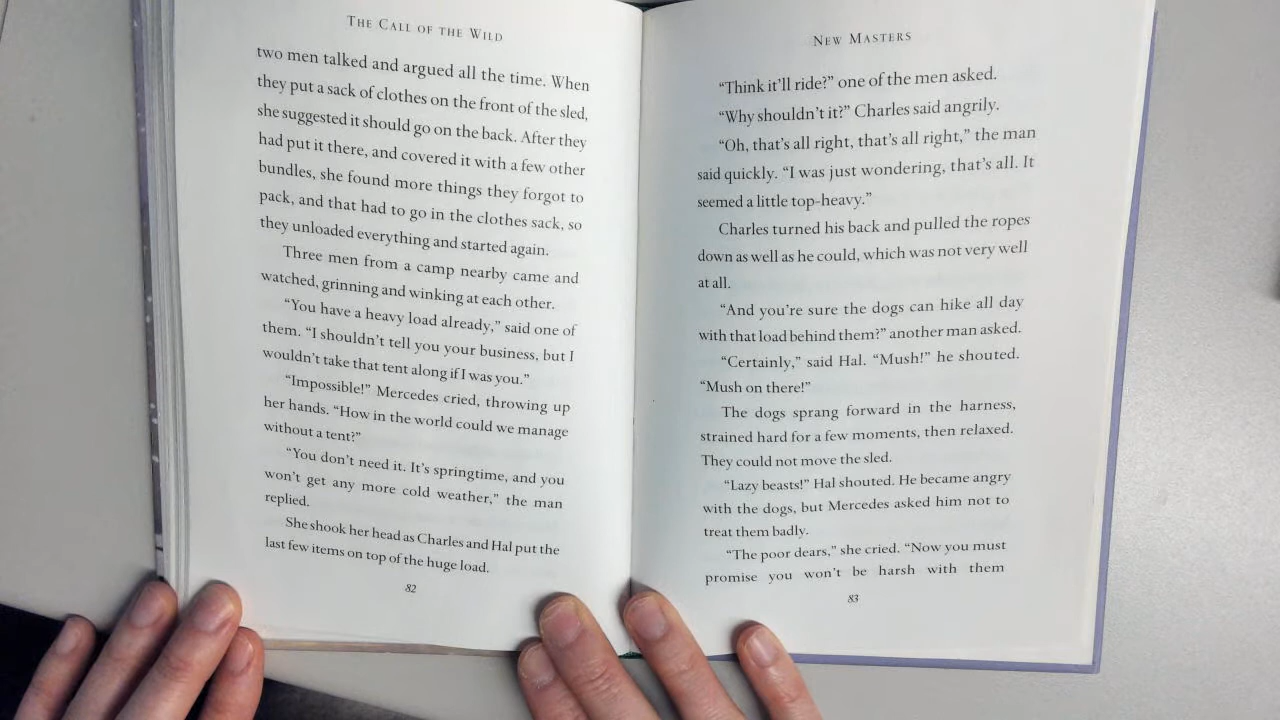 THE CALL OF THE WILD
two men talked and argued all the time. When
they put a sack of clothes on the front of the sled,
she suggested it should go on the back. After they
had put it there, and covered it with a few other
bundles, she found more things they forgot to
pack, and that had to go in the clothes sack, so
they unloaded everything and started again.
Three men from a camp nearby came and
watched, grinning and winking at each other.
“You have a heavy load already,” said one of
them. “I shouldn’t tell you your business, but I
wouldn’t take that tent along if I was you.”
“Impossible!” Mercedes cried, throwing up
her hands. “How in the world could we manage
without a tent?”
“You don’t need it. It’s springtime, and you
won’t get any more cold weather,” the man
replied.
She shook her head as Charles and Hal put the
last few items on top of the huge load.
82
NEW MASTERS
“Think it’ll ride?” one of the men asked.
“Why shouldn’t it?” Charles said angrily.
“Oh, that’s all right, that’s all right,” the man
said quickly. “I was just wondering, that’s all. It
seemed a little top-heavy.”
Charles turned his back and pulled the ropes
down as well as he could, which was not very well
at all.
“And you’re sure the dogs can hike all day
with that load behind them?” another man asked.
“Certainly,” said Hal. “Mush!” he shouted.
“Mush on there!”
The dogs sprang forward in the harness,
strained hard for a few moments, then relaxed.
They could not move the sled.
“Lazy beasts!” Hal shouted. He became angry
with the dogs, but Mercedes asked him not to
treat them badly.
“The poor dears,” she cried. “Now you must
promise you won’t be harsh with them
83